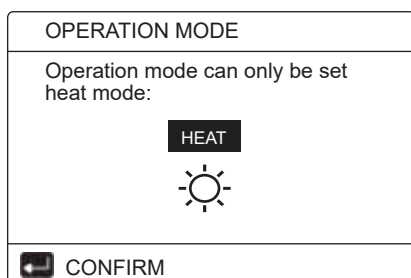 OPERATION MODE
Operation mode can only be set
heat mode:
HEAT
CONFIRM